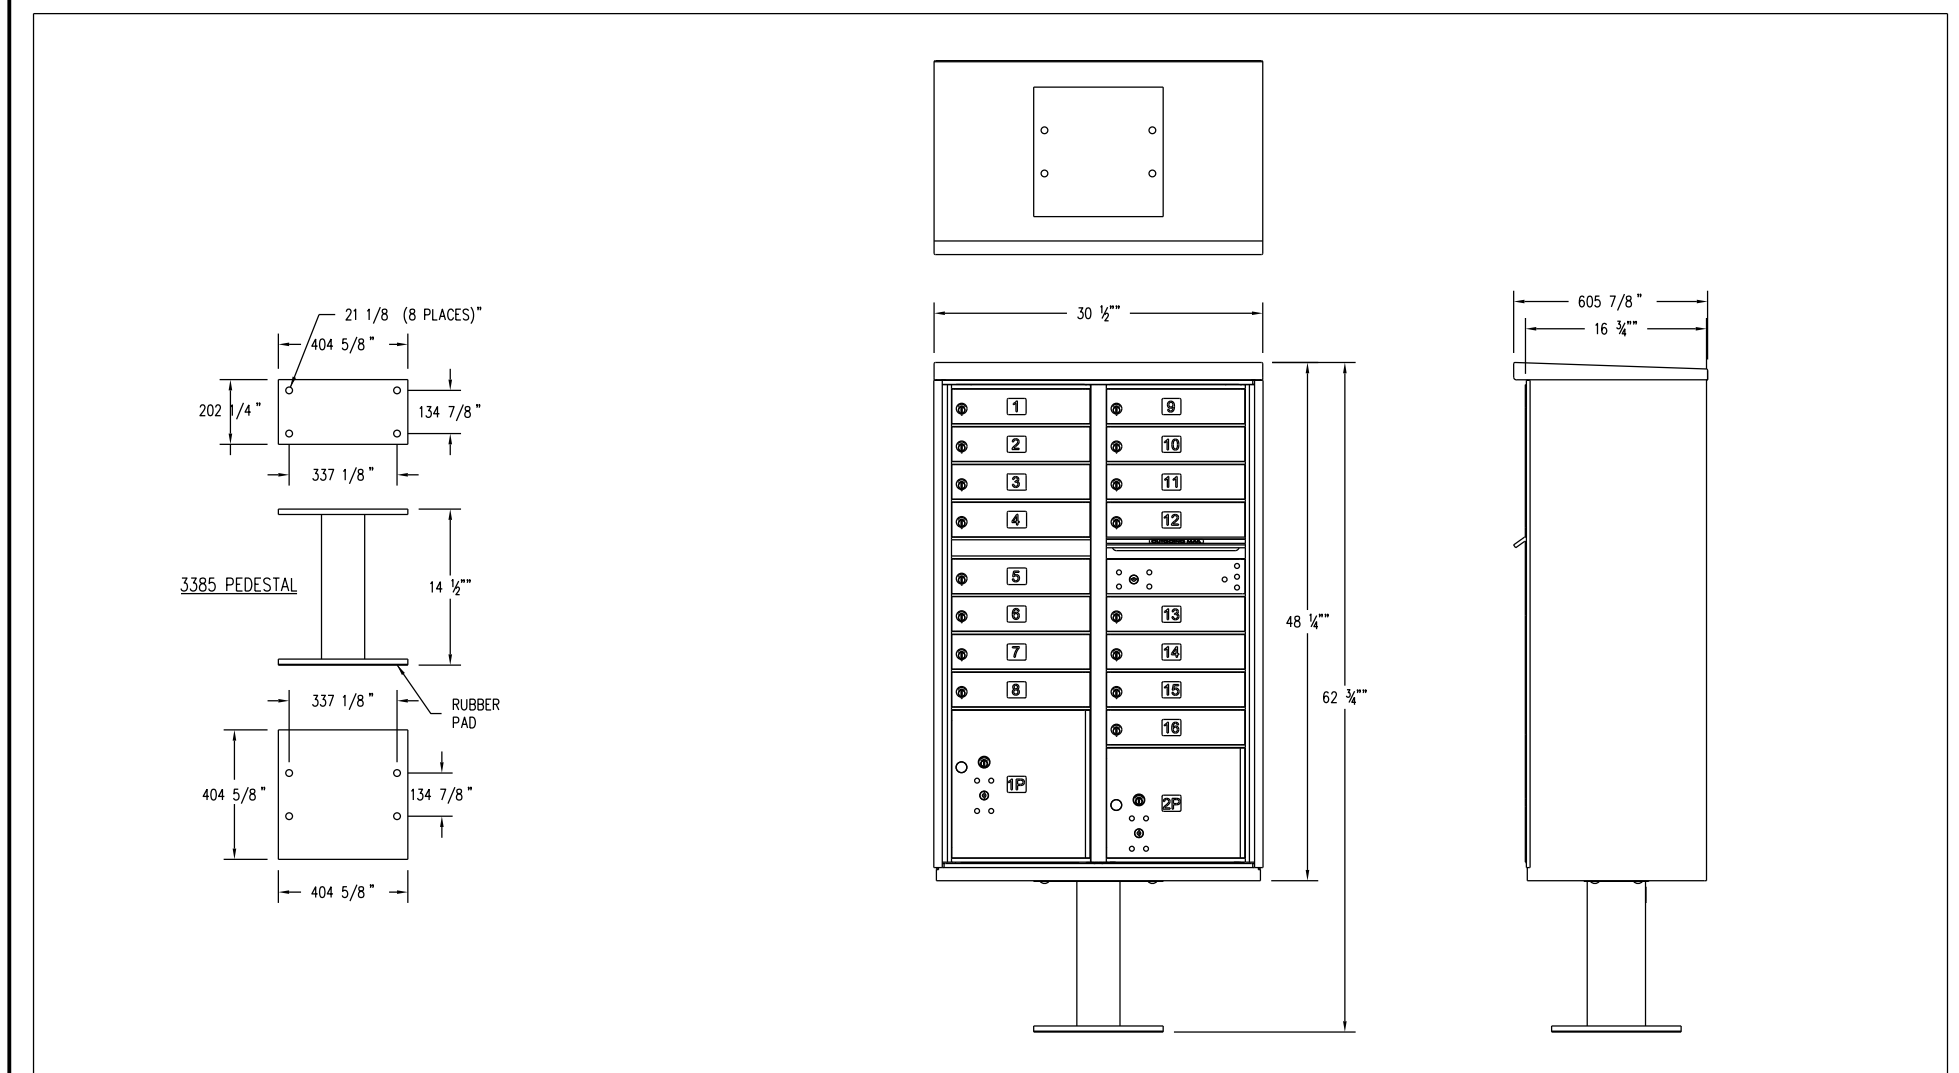 21 1/8 (8 PLACES)"
404 5/8 "
202 1/4 "
134 7/8 "
337 1/8 "
3385 PEDESTAL
14 ½""
337 1/8 "
RUBBER
PAD
404 5/8 "
134 7/8 "
404 5/8 "
30 ½""
1
2
3
4
5
6
7
8
1P
9
10
11
12
13
14
15
16
2P
48 ¼""
62 ¾""
605 7/8 "
16 ¾""